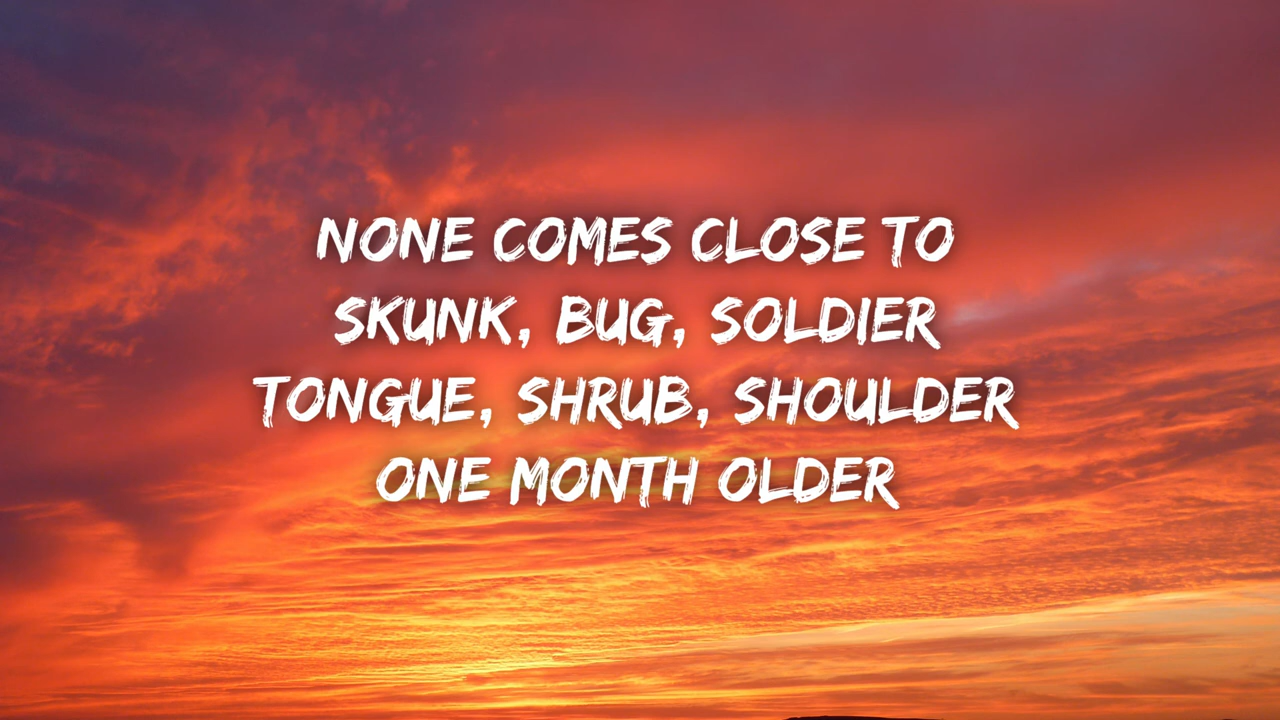 NONE COMES CLOSE TO
SKUNK, BUG, SOLDIER
TONGUE, SHRUB, SHOULDER
ONE MONTH OLDER